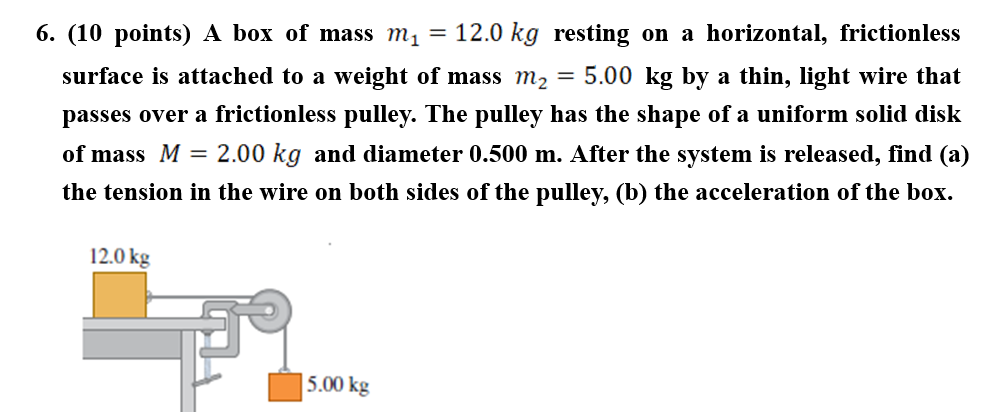 6. (10 points) A box of mass m₁ = 12.0 kg resting on a horizontal, frictionless
surface is attached to a weight of mass m₂ = 5.00 kg by a thin, light wire that
passes over a frictionless pulley. The pulley has the shape of a uniform solid disk
of mass M = 2.00 kg and diameter 0.500 m. After the system is released, find (a)
the tension in the wire on both sides of the pulley, (b) the acceleration of the box.
12.0 kg
5.00 kg